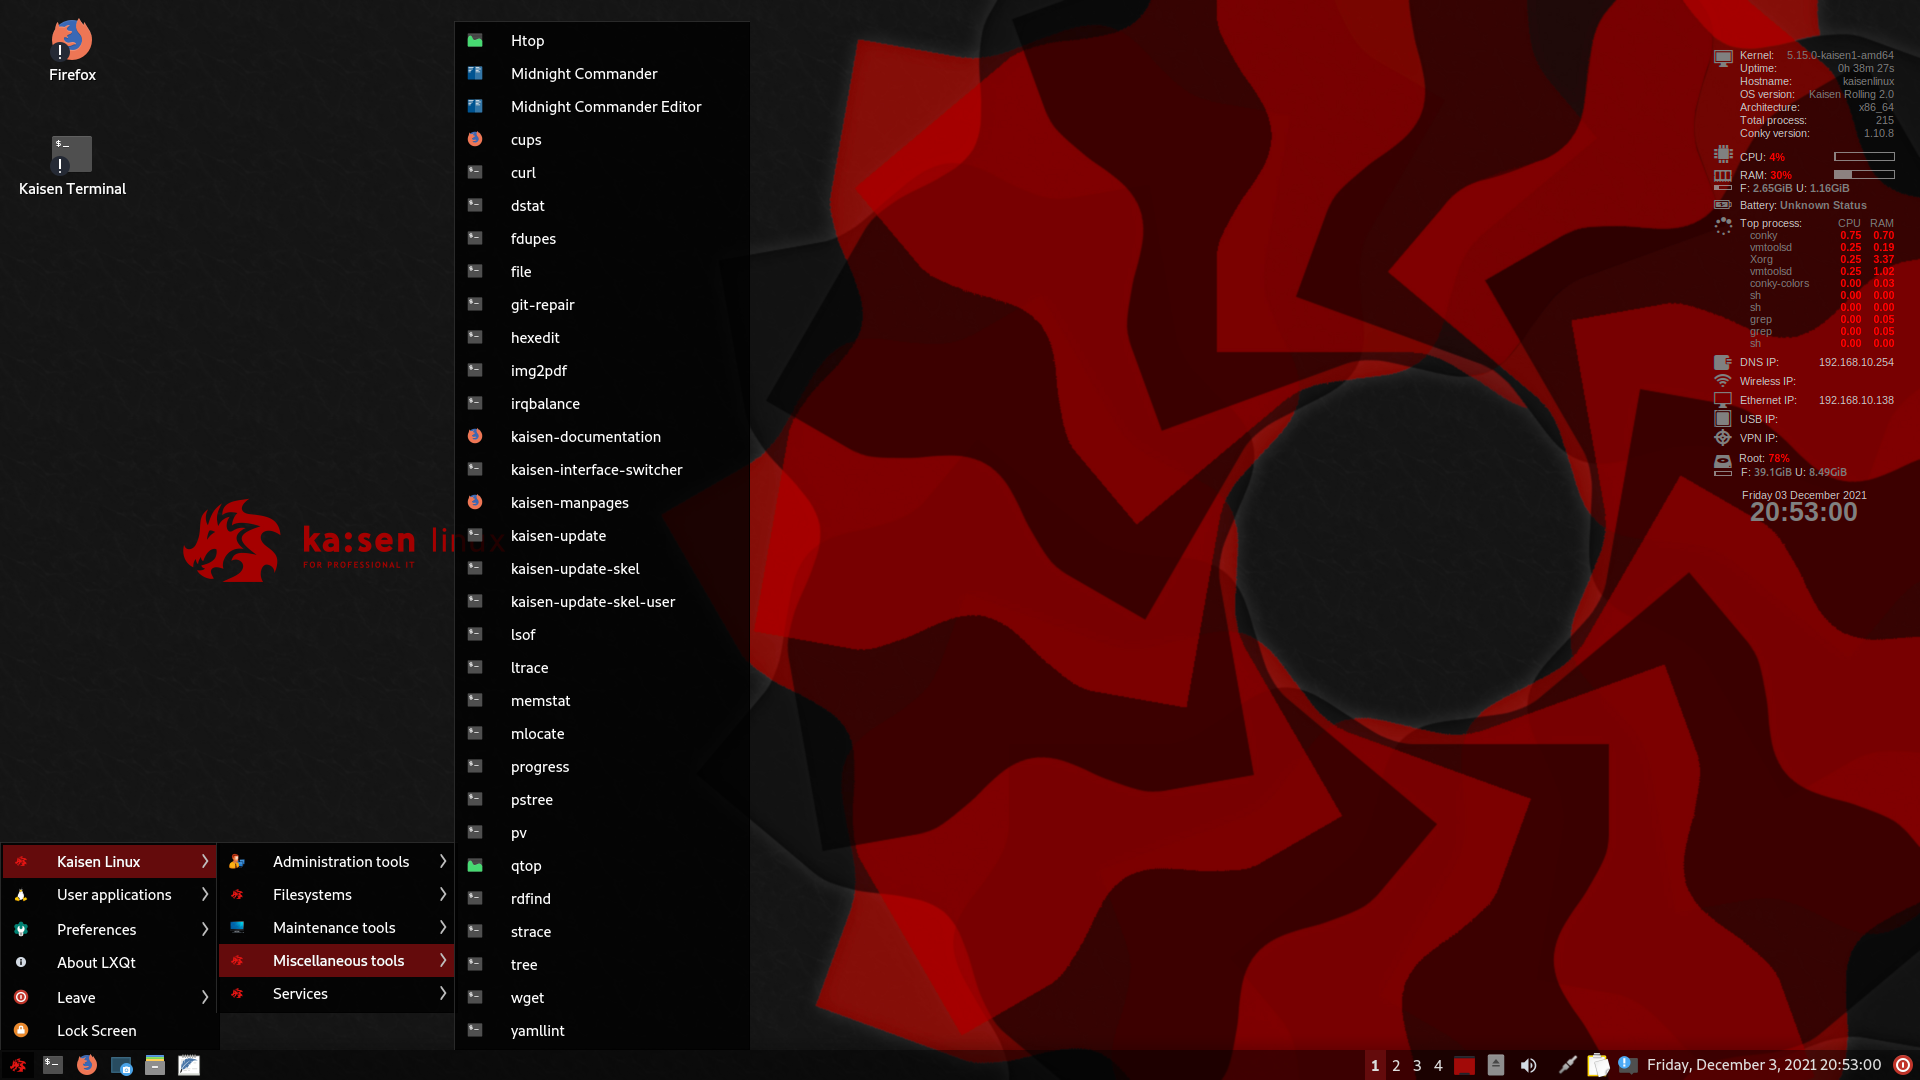 Firefox
Kaisen Terminal
ka:sen linux
FOR PROFESSIONAL IT
Kaisen Linux
User applications
Preferences
About LXQt
Leave
Lock Screen
Administration tools
Filesystems
Maintenance tools
Miscellaneous tools
Services
Htop
Midnight Commander
Midnight Commander Editor
cups
curl
dstat
fdupes
file
git-repair
hexedit
img2pdf
irqbalance
kaisen-documentation
kaisen-interface-switcher
kaisen-manpages
kaisen-update
kaisen-update-skel
kaisen-update-skel-user
lsof
ltrace
memstat
mlocate
progress
pstree
pv
qtop
rdfind
strace
tree
wget
yamllint
Kernel: 5.15.0-kaisen1-amd64
Uptime: 0h 38m 27s
Hostname: kaisenlinux
OS version: Kaisen Rolling 2.0
Architecture: x86_64
Total process: 215
Conky version: 1.10.8
CPU: 4%
RAM: 30%
F: 2.65GiB U: 1.16GiB
Battery: Unknown Status
Top process: CPU RAM
conky 0.75 0.70
vmtoolsd 0.25 0.19
Xorg 0.25 3.37
vmtoolsd 0.25 1.02
conky-colors 0.00 0.03
sh 0.00 0.00
sh 0.00 0.00
grep 0.00 0.05
grep 0.00 0.05
sh 0.00 0.00
DNS IP: 192.168.10.254
Wireless IP:
Ethernet IP: 192.168.10.138
USB IP:
VPN IP:
Root: 78%
F: 39.1GiB U: 8.49GiB
Friday 03 December 2021
20:53:00
1 2 3 4
Friday, December 3, 2021 20:53:00